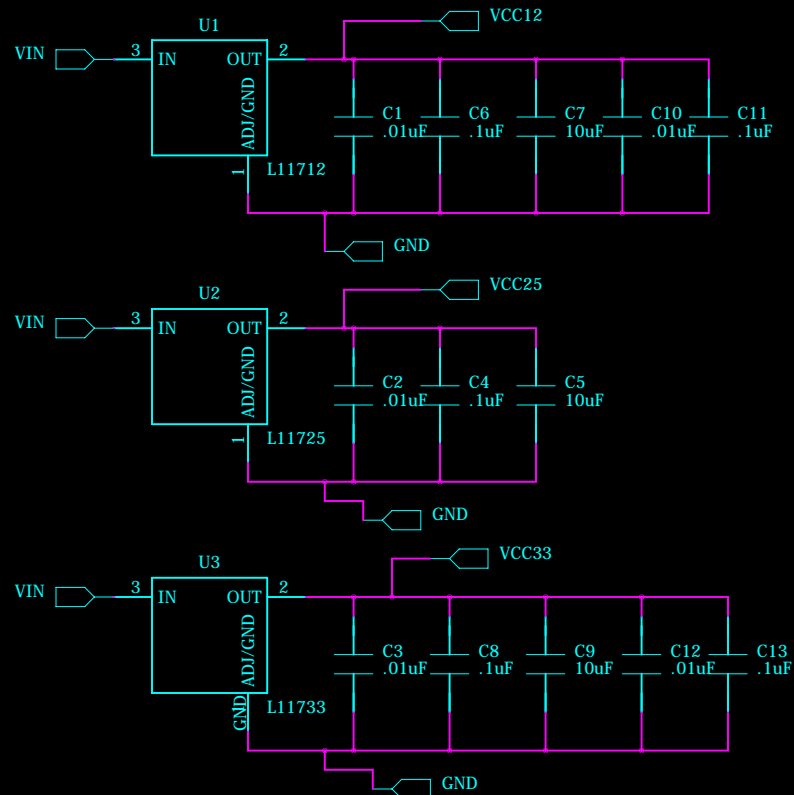 U1
VCC12
VIN
3
IN
OUT
2
ADJ/GND
1
L11712
C1
.01uF
C6
.1uF
C7
10uF
C10
.01uF
C11
.1uF
GND
U2
VCC25
VIN
3
IN
OUT
2
ADJ/GND
1
L11725
C2
.01uF
C4
.1uF
C5
10uF
GND
U3
VCC33
VIN
3
IN
OUT
2
ADJ/GND
GND
L11733
C3
.01uF
C8
.1uF
C9
10uF
C12
.01uF
C13
.1uF
GND